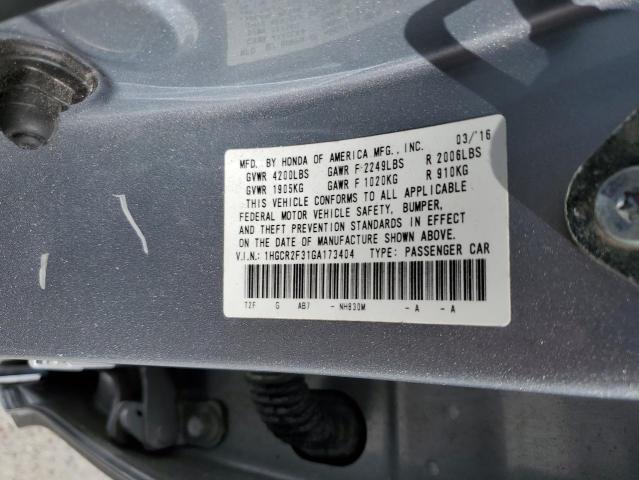 MFD. BY HONDA OF AMERICA MFG., INC. 03/'16
GVWR 4200LBS GAWR F 2249LBS R 2006LBS
GVWR 1905KG GAWR F 1020KG R 910KG
THIS VEHICLE CONFORMS TO ALL APPLICABLE
FEDERAL MOTOR VEHICLE SAFETY, BUMPER,
AND THEFT PREVENTION STANDARDS IN EFFECT
ON THE DATE OF MANUFACTURE SHOWN ABOVE.
V.I.N.: 1HGCR2F31GA173404 TYPE: PASSENGER CAR
T2F G AB7 - NH830M - A - A